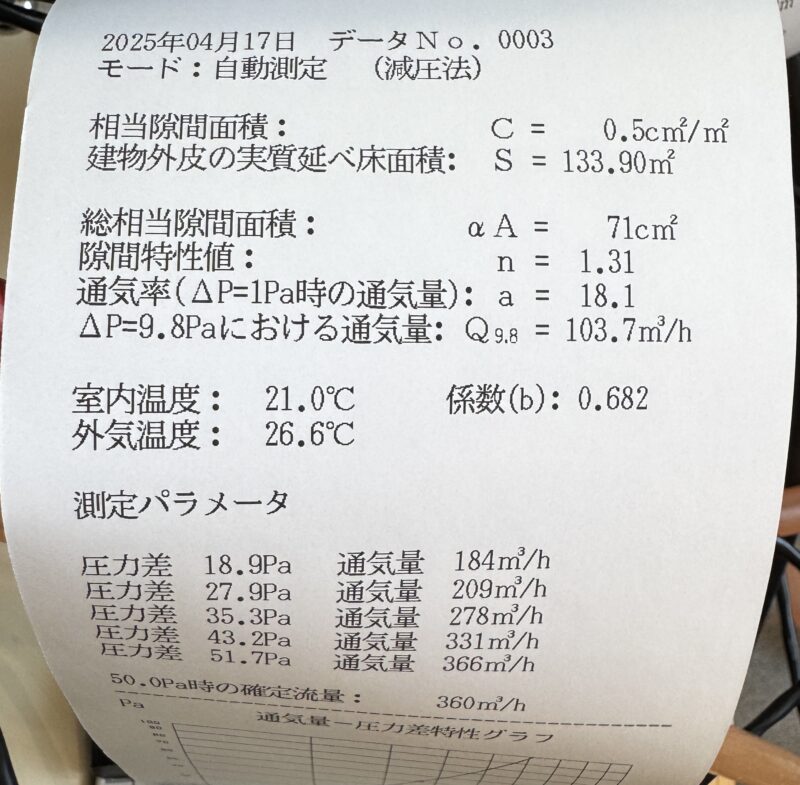 2025年04月17日 データNo. 0003
モード：自動測定 （減圧法）
相当隙間面積： C = 0.5c㎡/㎡
建物外皮の実質延べ床面積： S = 133.90㎡
総相当隙間面積： αA = 71c㎡
隙間特性値： n = 1.31
通気率(ΔP=1Pa時の通気量)： a = 18.1
ΔP=9.8Paにおける通気量： Q9.8 = 103.7㎥/h
室内温度： 21.0℃ 係数(b)： 0.682
外気温度： 26.6℃
測定パラメータ
圧力差 18.9Pa 通気量 184㎥/h
圧力差 27.9Pa 通気量 209㎥/h
圧力差 35.3Pa 通気量 278㎥/h
圧力差 43.2Pa 通気量 331㎥/h
圧力差 51.7Pa 通気量 366㎥/h
50.0Pa時の確定流量： 360㎥/h
Pa
通気量－圧力差特性グラフ
100